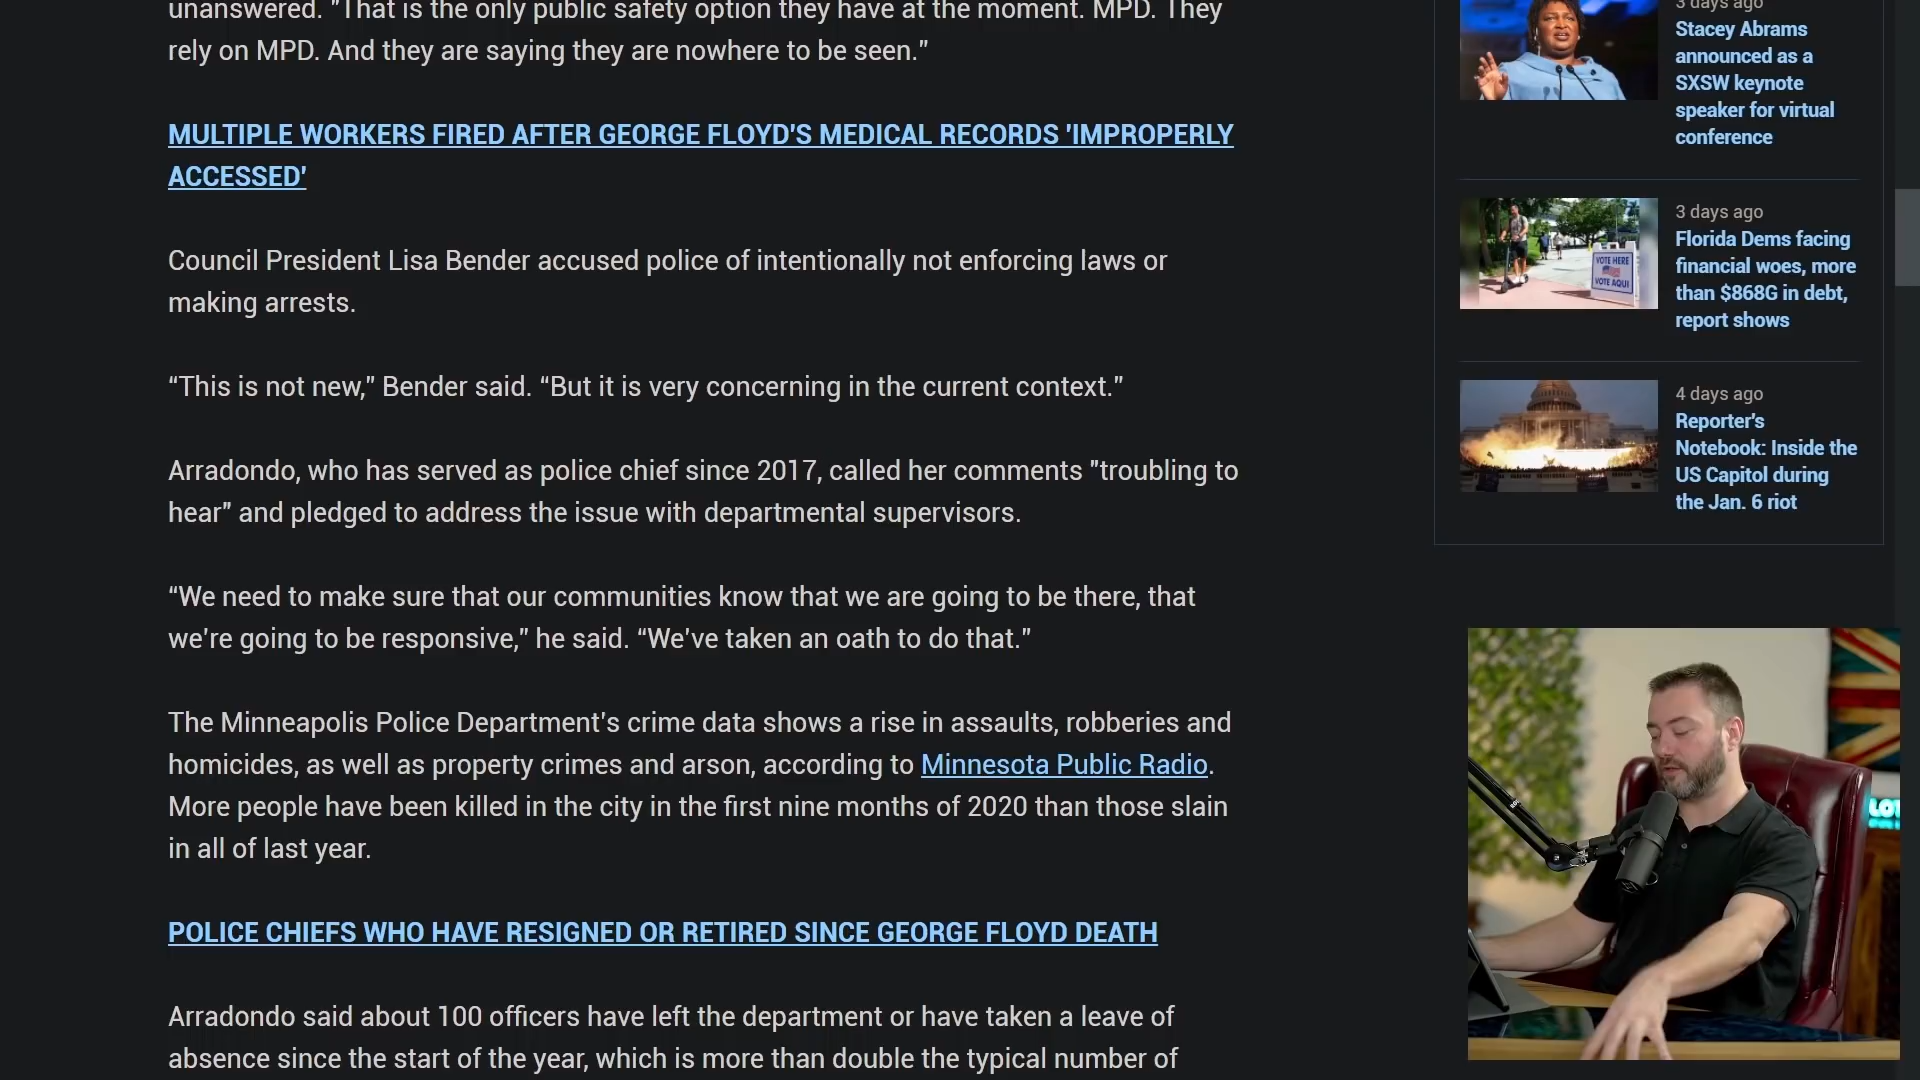 unanswered. "That is the only public safety option they have at the moment. MPD. They
rely on MPD. And they are saying they are nowhere to be seen."
MULTIPLE WORKERS FIRED AFTER GEORGE FLOYD'S MEDICAL RECORDS 'IMPROPERLY
ACCESSED'
Council President Lisa Bender accused police of intentionally not enforcing laws or
making arrests.
“This is not new,” Bender said. “But it is very concerning in the current context.”
Arradondo, who has served as police chief since 2017, called her comments "troubling to
hear" and pledged to address the issue with departmental supervisors.
“We need to make sure that our communities know that we are going to be there, that
we’re going to be responsive,” he said. “We’ve taken an oath to do that.”
The Minneapolis Police Department's crime data shows a rise in assaults, robberies and
homicides, as well as property crimes and arson, according to Minnesota Public Radio.
More people have been killed in the city in the first nine months of 2020 than those slain
in all of last year.
POLICE CHIEFS WHO HAVE RESIGNED OR RETIRED SINCE GEORGE FLOYD DEATH
Arradondo said about 100 officers have left the department or have taken a leave of
absence since the start of the year, which is more than double the typical number of
3 days ago
Stacey Abrams
announced as a
SXSW keynote
speaker for virtual
conference
3 days ago
Florida Dems facing
financial woes, more
than $868G in debt,
report shows
VOTE HERE
VOTE AQUI
4 days ago
Reporter's
Notebook: Inside the
US Capitol during
the Jan. 6 riot